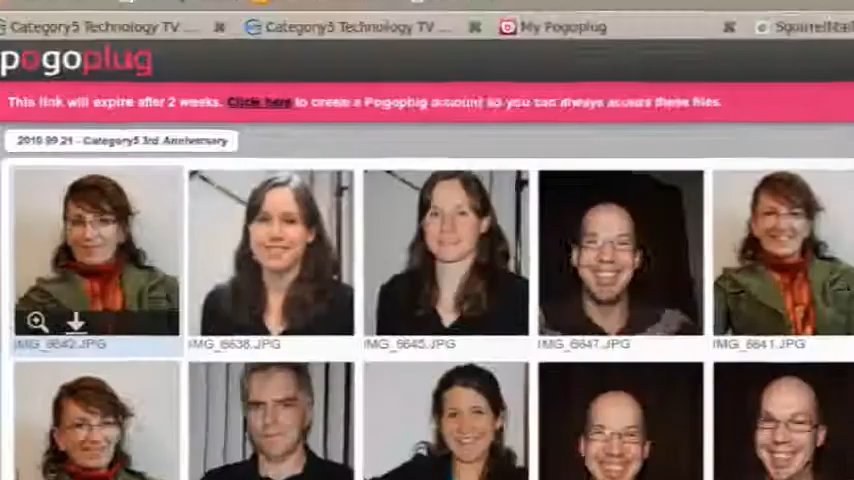 Category5 Technology TV ...
Category5 Technology TV ...
My Pogoplug
SquirrelMail
pogoplug
This link will expire after 2 weeks. Click here to create a Pogoplug account so you can always access these files.
2010 09 21 - Category5 3rd Anniversary
IMG_6642.JPG
IMG_6638.JPG
IMG_6645.JPG
IMG_6647.JPG
IMG_6641.JPG